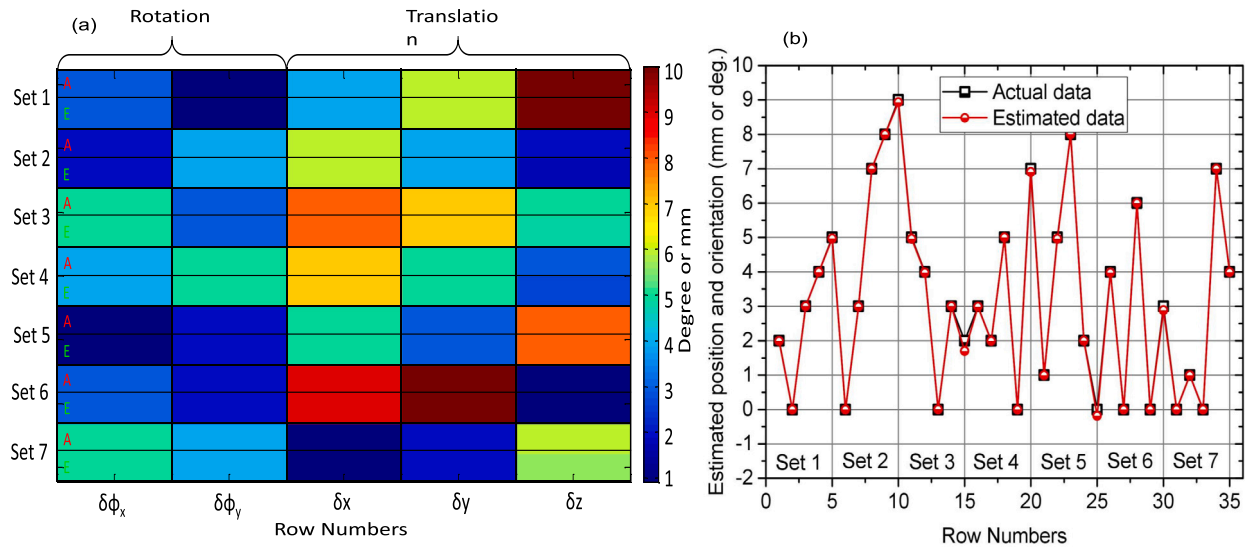 (a)
Rotation
Translatio
n
Set 1
Set 2
Set 3
Set 4
Set 5
Set 6
Set 7
A
E
A
E
A
E
A
E
A
E
A
E
A
E
δϕx
δϕy
δx
δy
δz
Row Numbers
10
9
8
7
6
5
4
3
2
1
Degree or mm
(b)
Estimated position and orientation (mm or deg.)
10
9
8
7
6
5
4
3
2
1
0
-1
-2
Actual data
Estimated data
Set 1 Set 2 Set 3 Set 4 Set 5 Set 6 Set 7
0 5 10 15 20 25 30 35
Row Numbers